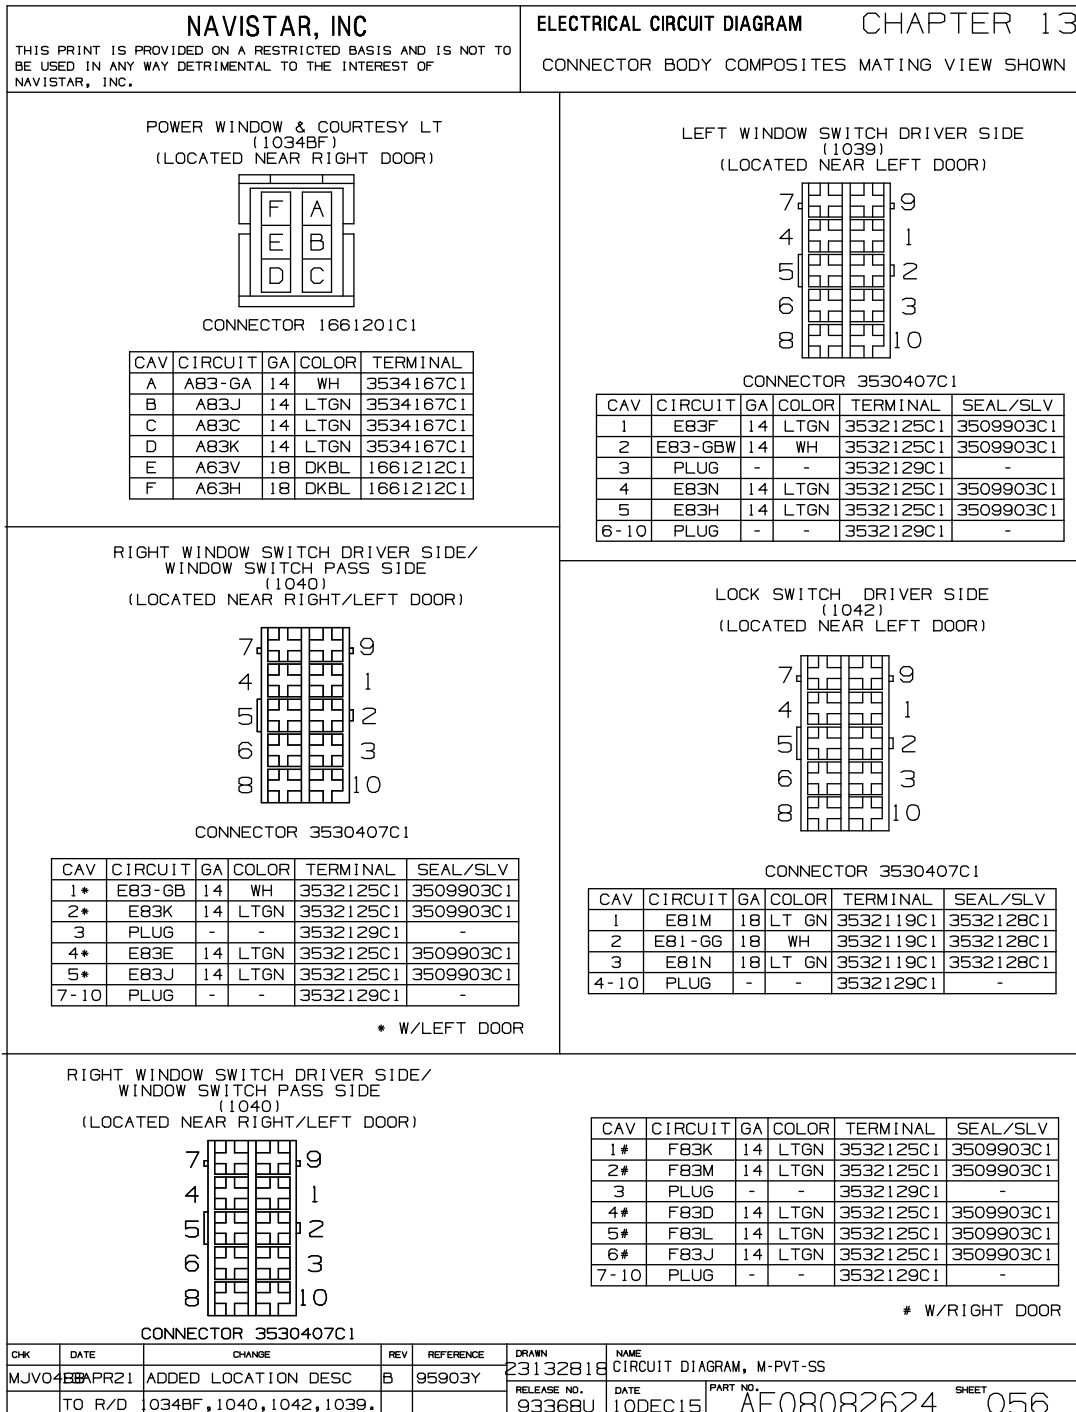 NAVISTAR, INC
THIS PRINT IS PROVIDED ON A RESTRICTED BASIS AND IS NOT TO
BE USED IN ANY WAY DETRIMENTAL TO THE INTEREST OF
NAVISTAR, INC.
ELECTRICAL CIRCUIT DIAGRAM CHAPTER 13
CONNECTOR BODY COMPOSITES MATING VIEW SHOWN
POWER WINDOW & COURTESY LT
(1034BF)
(LOCATED NEAR RIGHT DOOR)
F A
E B
D C
CONNECTOR 1661201C1
CAV CIRCUIT GA COLOR TERMINAL
A A83-GA 14 WH 3534167C1
B A83J 14 LTGN 3534167C1
C A83C 14 LTGN 3534167C1
D A83K 14 LTGN 3534167C1
E A63V 18 DKBL 1661212C1
F A63H 18 DKBL 1661212C1
LEFT WINDOW SWITCH DRIVER SIDE
(1039)
(LOCATED NEAR LEFT DOOR)
7 9
4 1
5 2
6 3
8 10
CONNECTOR 3530407C1
CAV CIRCUIT GA COLOR TERMINAL SEAL/SLV
1 E83F 14 LTGN 3532125C1 3509903C1
2 E83-GBW 14 WH 3532125C1 3509903C1
3 PLUG - - 3532129C1 -
4 E83N 14 LTGN 3532125C1 3509903C1
5 E83H 14 LTGN 3532125C1 3509903C1
6-10 PLUG - - 3532129C1 -
RIGHT WINDOW SWITCH DRIVER SIDE/
WINDOW SWITCH PASS SIDE
(1040)
(LOCATED NEAR RIGHT/LEFT DOOR)
7 9
4 1
5 2
6 3
8 10
CONNECTOR 3530407C1
CAV CIRCUIT GA COLOR TERMINAL SEAL/SLV
1* E83-GB 14 WH 3532125C1 3509903C1
2* E83K 14 LTGN 3532125C1 3509903C1
3 PLUG - - 3532129C1 -
4* E83E 14 LTGN 3532125C1 3509903C1
5* E83J 14 LTGN 3532125C1 3509903C1
7-10 PLUG - - 3532129C1 -
* W/LEFT DOOR
LOCK SWITCH DRIVER SIDE
(1042)
(LOCATED NEAR LEFT DOOR)
7 9
4 1
5 2
6 3
8 10
CONNECTOR 3530407C1
CAV CIRCUIT GA COLOR TERMINAL SEAL/SLV
1 E81M 18 LT GN 3532119C1 3532128C1
2 E81-GG 18 WH 3532119C1 3532128C1
3 E81N 18 LT GN 3532119C1 3532128C1
4-10 PLUG - - 3532129C1 -
RIGHT WINDOW SWITCH DRIVER SIDE/
WINDOW SWITCH PASS SIDE
(1040)
(LOCATED NEAR RIGHT/LEFT DOOR)
7 9
4 1
5 2
6 3
8 10
CONNECTOR 3530407C1
CAV CIRCUIT GA COLOR TERMINAL SEAL/SLV
1# F83K 14 LTGN 3532125C1 3509903C1
2# F83M 14 LTGN 3532125C1 3509903C1
3 PLUG - - 3532129C1 -
4# F83D 14 LTGN 3532125C1 3509903C1
5# F83L 14 LTGN 3532125C1 3509903C1
6# F83J 14 LTGN 3532125C1 3509903C1
7-10 PLUG - - 3532129C1 -
# W/RIGHT DOOR
CHK DATE CHANGE REV REFERENCE
APR21 ADDED LOCATION DESC B 95903Y
TO R/D 1034BF,1040,1042,1039.
DRAWN
23132818
NAME
CIRCUIT DIAGRAM, M-PVT-SS
RELEASE NO.
93368U
DATE
10DEC15
PART NO.
AE08082624
SHEET
056